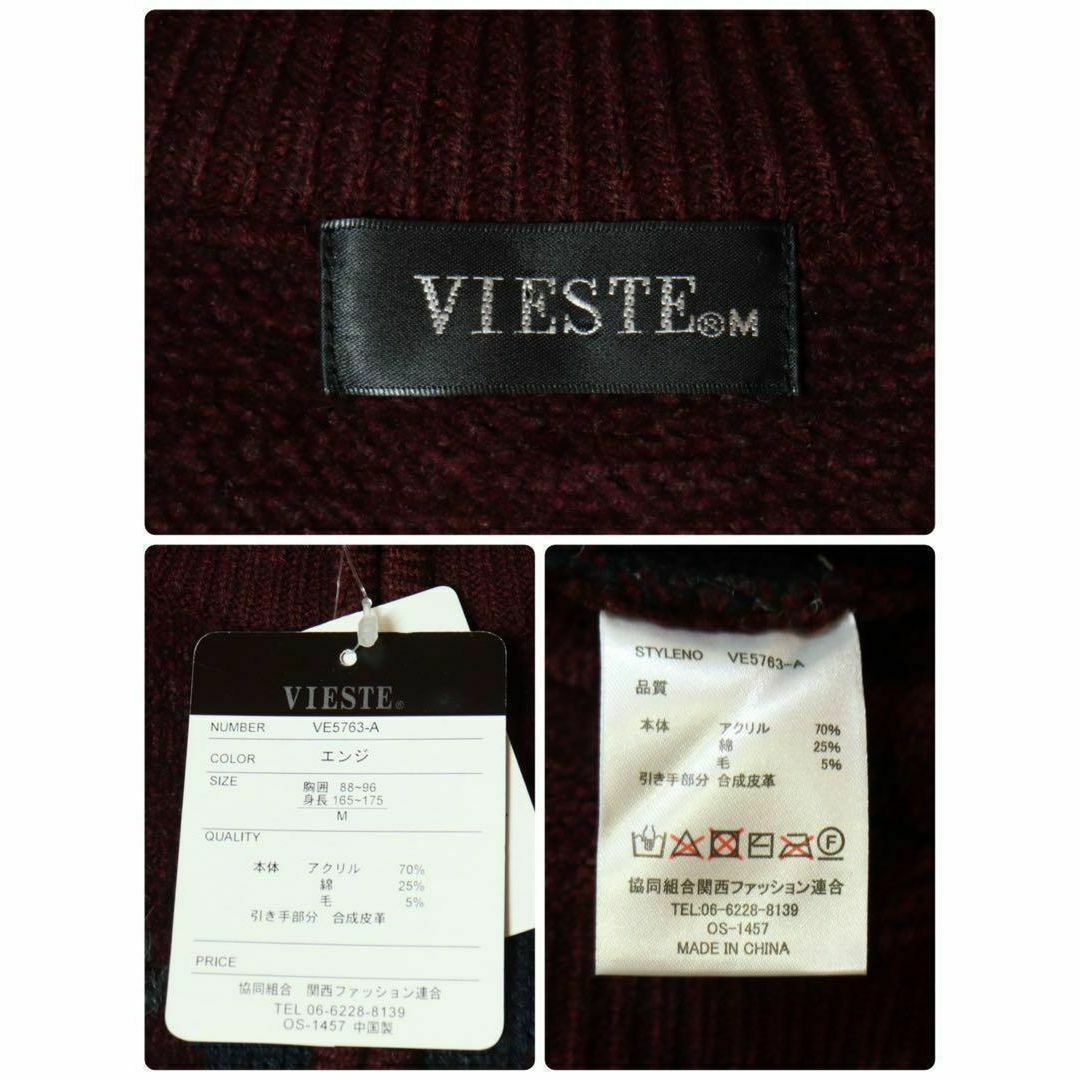 VIESTE® M
VIESTE®
NUMBER VE5763-A
COLOR エンジ
SIZE
胸囲 88~96
身長 165~175
M
QUALITY
本体 アクリル 70%
綿 25%
毛 5%
引き手部分 合成皮革
PRICE
協同組合 関西ファッション連合
TEL 06-6228-8139
OS-1457 中国製
STYLENO VE5763-A
品質
本体 アクリル 70%
綿 25%
毛 5%
引き手部分 合成皮革
F
協同組合関西ファッション連合
TEL:06-6228-8139
OS-1457
MADE IN CHINA